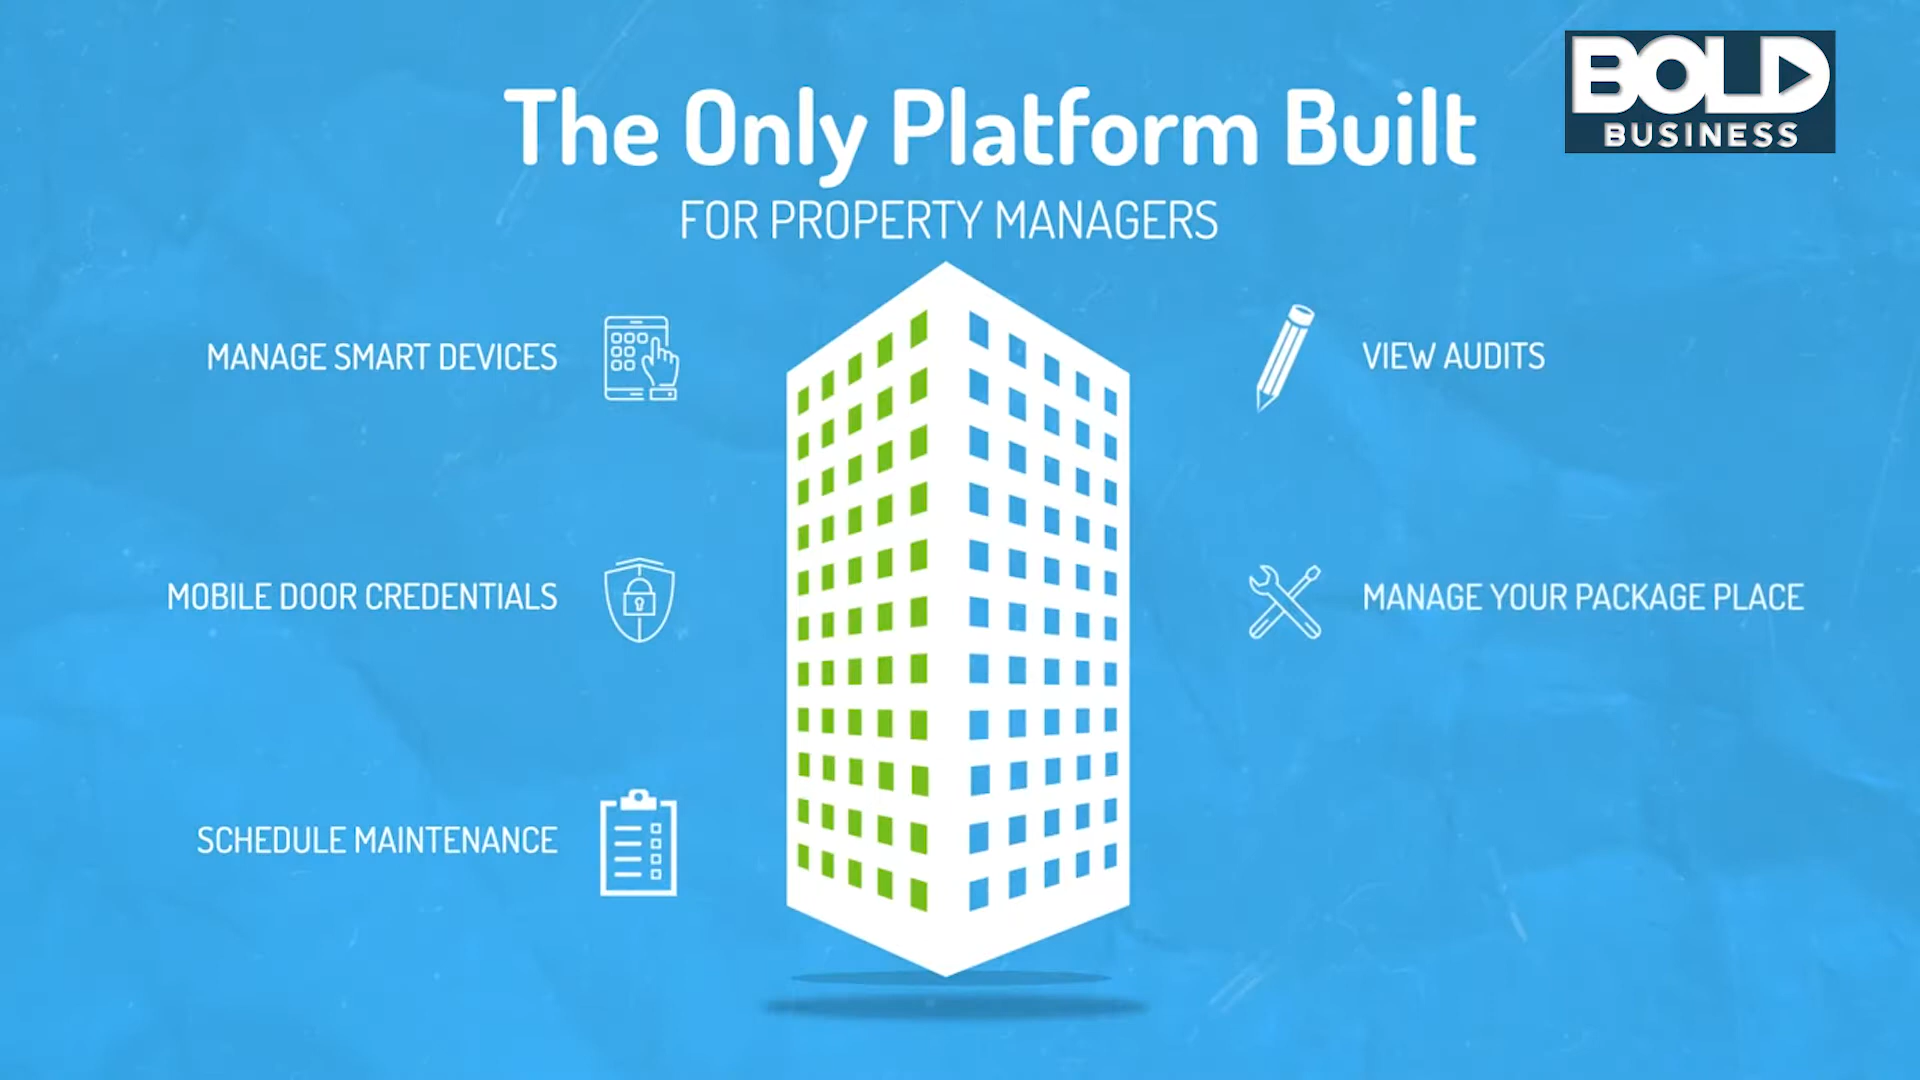 The Only Platform Built
FOR PROPERTY MANAGERS
BOLD
BUSINESS
MANAGE SMART DEVICES
VIEW AUDITS
MOBILE DOOR CREDENTIALS
MANAGE YOUR PACKAGE PLACE
SCHEDULE MAINTENANCE